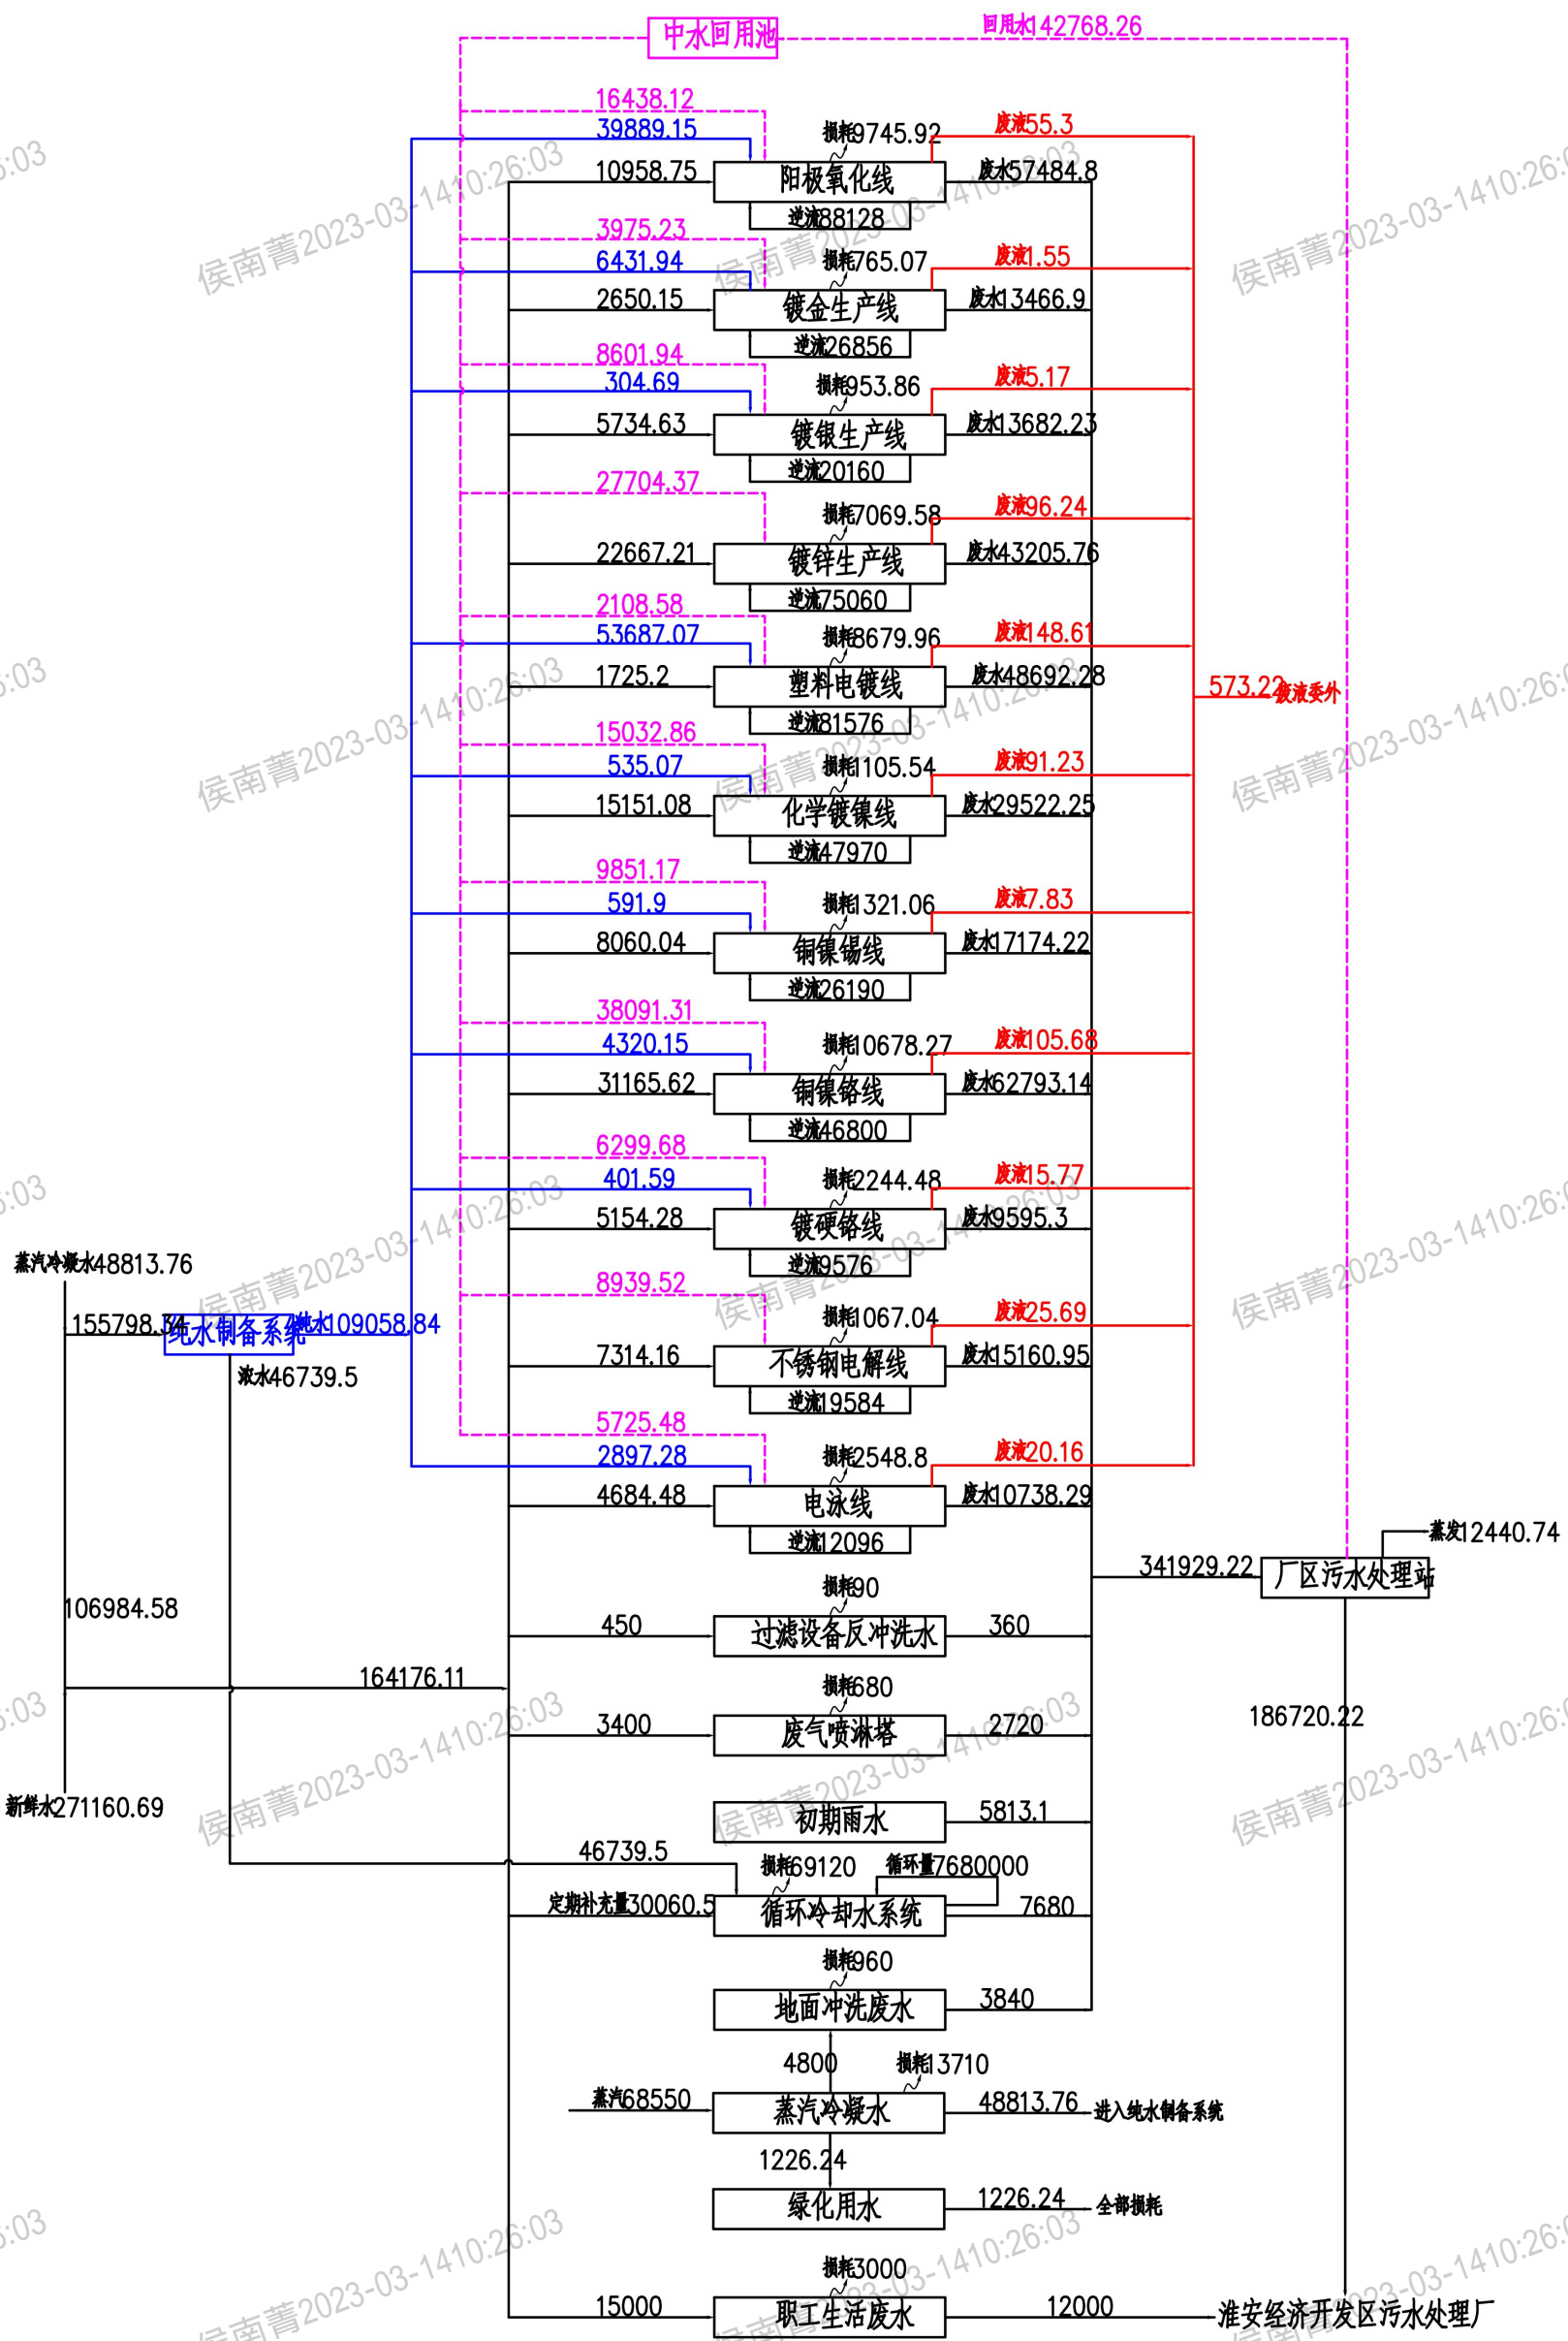 中水回用池
回用水142768.26
16438.12
39889.15
10958.75
损耗9745.92
废液55.3
阳极氧化线
废水57484.8
逆流88128
3975.23
6431.94
2650.15
损耗765.07
废液1.55
镀金生产线
废水13466.9
逆流26856
8601.94
304.69
5734.63
损耗953.86
废液5.17
镀银生产线
废水13682.23
逆流20160
27704.37
22667.21
损耗7069.58
废液96.24
镀锌生产线
废水43205.76
逆流75060
2108.58
53687.07
1725.2
损耗8679.96
废液148.61
塑料电镀线
废水48692.28
逆流81576
573.22
废液委外
15032.86
535.07
15151.08
损耗1105.54
废液91.23
化学镀镍线
废水29522.25
逆流47970
9851.17
591.9
8060.04
损耗1321.06
废液7.83
铜镍锡线
废水17174.22
逆流26190
38091.31
4320.15
31165.62
损耗10678.27
废液105.68
铜镍铬线
废水62793.14
逆流46800
6299.68
401.59
5154.28
损耗2244.48
废液15.77
镀硬铬线
废水9595.3
逆流9576
蒸汽冷凝水48813.76
155798.34
纯水制备系统
纯水109058.84
浓水46739.5
8939.52
7314.16
损耗1067.04
废液25.69
不锈钢电解线
废水15160.95
逆流19584
5725.48
2897.28
4684.48
损耗2548.8
废液20.16
电泳线
废水10738.29
逆流12096
蒸发12440.74
341929.22
厂区污水处理站
106984.58
450
损耗90
过滤设备反冲洗水
360
164176.11
3400
损耗680
废气喷淋塔
2720
186720.22
新鲜水271160.69
初期雨水
5813.1
46739.5
损耗69120
循环量7680000
定期补充量30060.5
循环冷却水系统
7680
损耗960
地面冲洗废水
3840
4800
损耗13710
蒸汽68550
蒸汽冷凝水
48813.76
进入纯水制备系统
1226.24
绿化用水
1226.24
全部损耗
15000
损耗3000
职工生活废水
12000
淮安经济开发区污水处理厂
侯南菁2023-03-1410:26:03